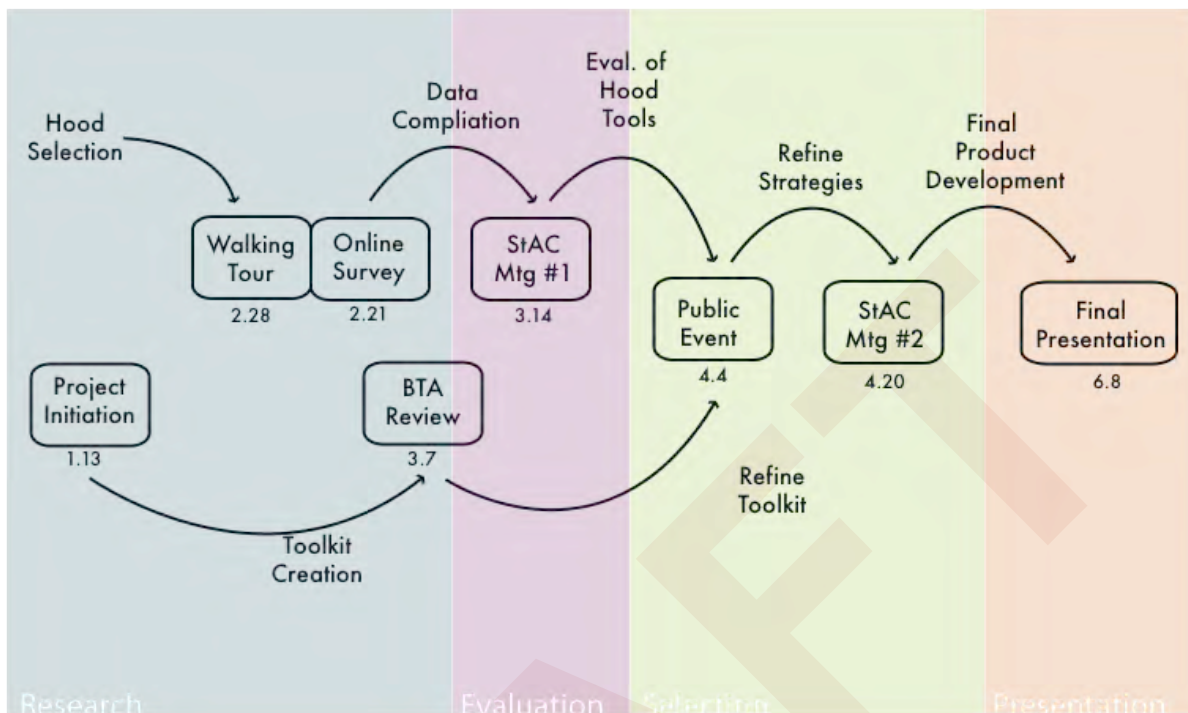 Hood
Selection
Data
Compliation
Eval. of
Hood
Tools
Refine
Strategies
Final
Product
Development
Walking
Tour
2.28
Online
Survey
2.21
StAC
Mtg #1
3.14
Public
Event
4.4
StAC
Mtg #2
4.20
Final
Presentation
6.8
Project
Initiation
1.13
BTA
Review
3.7
Toolkit
Creation
Refine
Toolkit
Research
Evaluation
Selection
Presentation